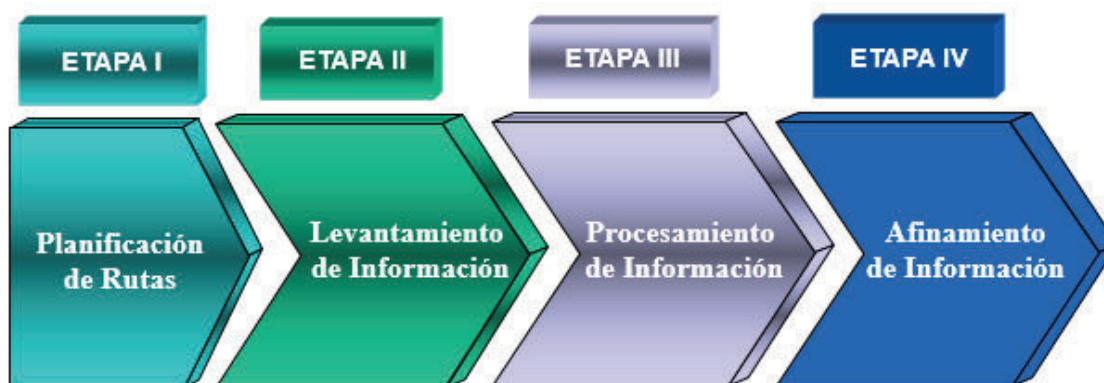 ETAPA I
ETAPA II
ETAPA III
ETAPA IV
Planificación
de Rutas
Levantamiento
de Información
Procesamiento
de Información
Afinamiento
de Información